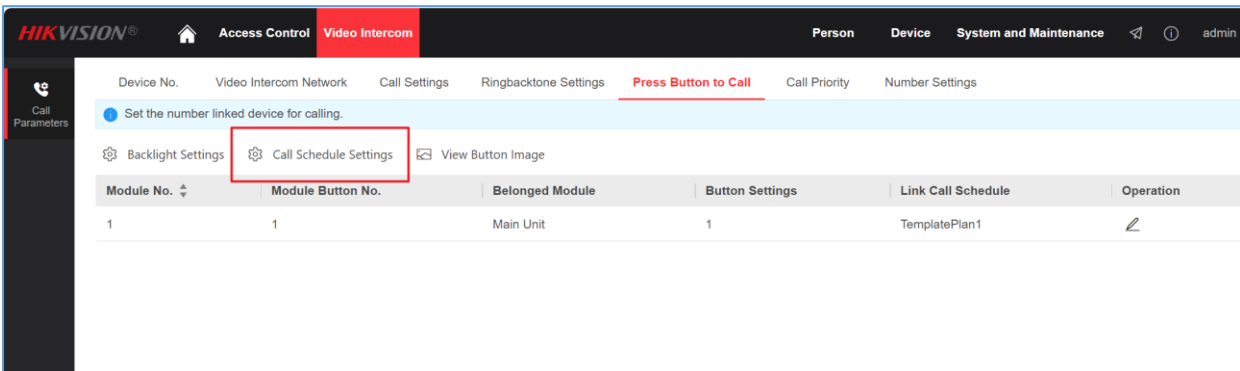 HIKVISION® Access Control Video Intercom Person Device System and Maintenance admin
Call Parameters
Device No. Video Intercom Network Call Settings Ringbacktone Settings Press Button to Call Call Priority Number Settings
Set the number linked device for calling.
Backlight Settings Call Schedule Settings View Button Image
Module No. Module Button No. Belonged Module Button Settings Link Call Schedule Operation
1 1 Main Unit 1 TemplatePlan1